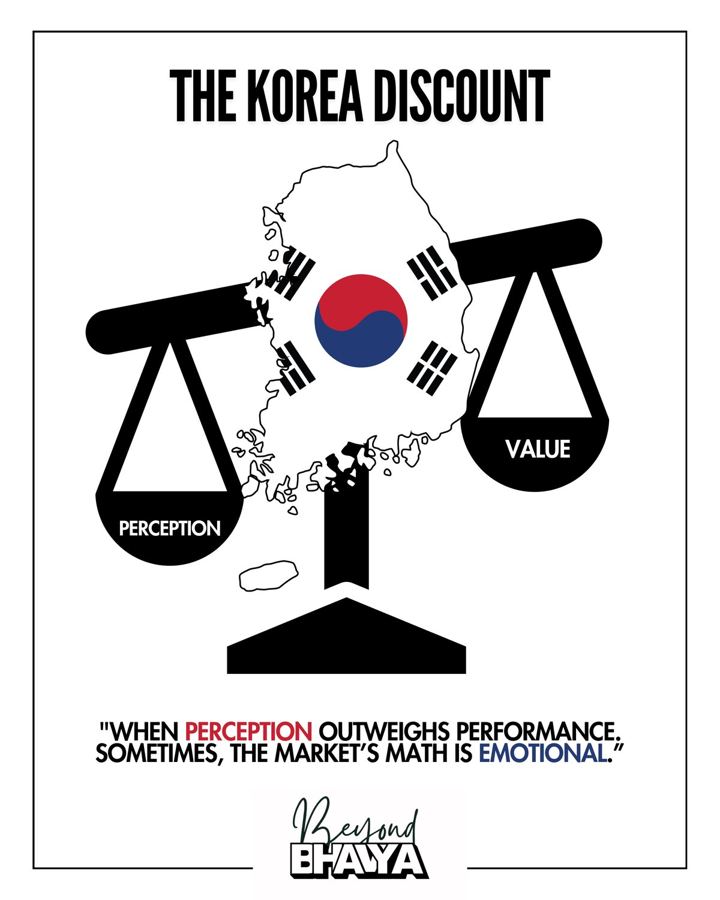 THE KOREA DISCOUNT
VALUE
PERCEPTION
"WHEN PERCEPTION OUTWEIGHS PERFORMANCE.
SOMETIMES, THE MARKET’S MATH IS EMOTIONAL.”
Beyond
BHAVYA